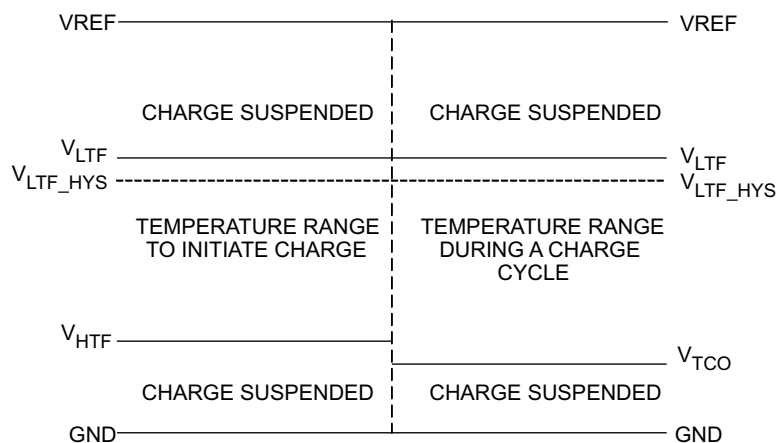 VREF VREF
CHARGE SUSPENDED CHARGE SUSPENDED
VLTF VLTF
VLTF_HYS VLTF_HYS
TEMPERATURE RANGE TEMPERATURE RANGE
TO INITIATE CHARGE DURING A CHARGE
CYCLE
VHTF
VTCO
CHARGE SUSPENDED CHARGE SUSPENDED
GND GND